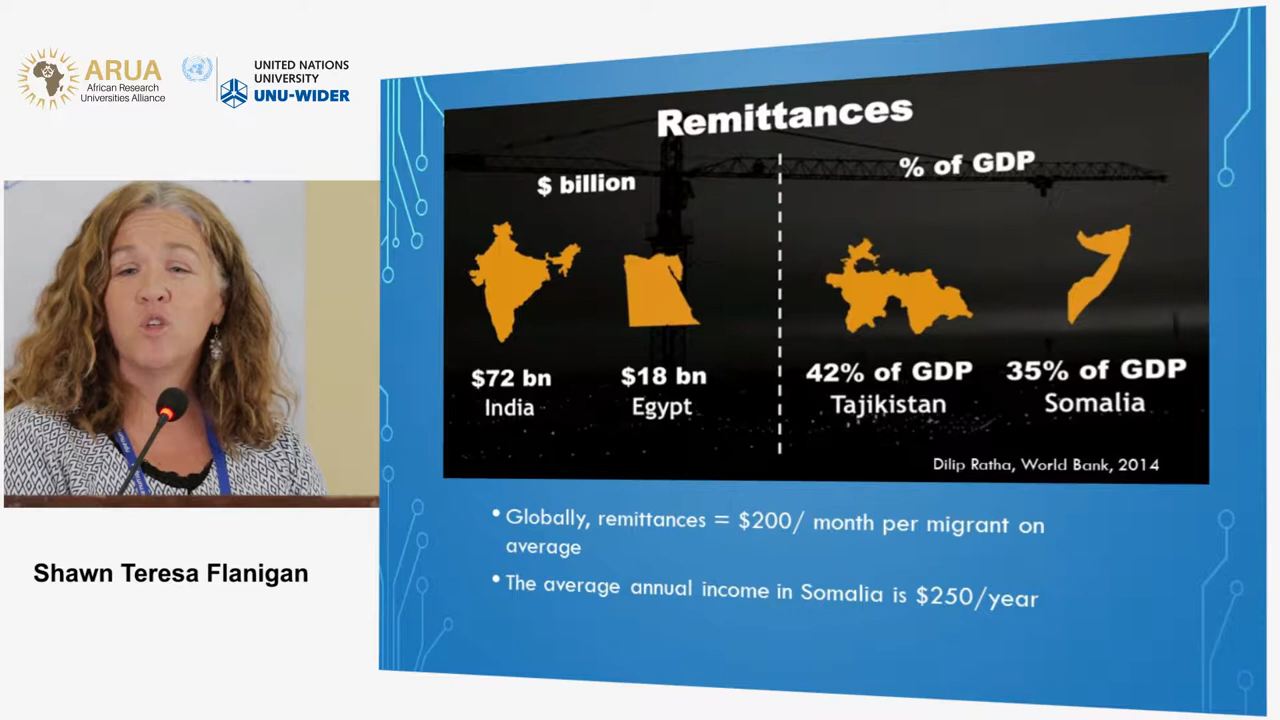 ARUA
African Research
Universities Alliance
UNITED NATIONS
UNIVERSITY
UNU-WIDER
Shawn Teresa Flanigan
Remittances
$ billion
% of GDP
$72 bn
India
$18 bn
Egypt
42% of GDP
Tajikistan
35% of GDP
Somalia
Dilip Ratha, World Bank, 2014
• Globally, remittances = $200/ month per migrant on
average
• The average annual income in Somalia is $250/year